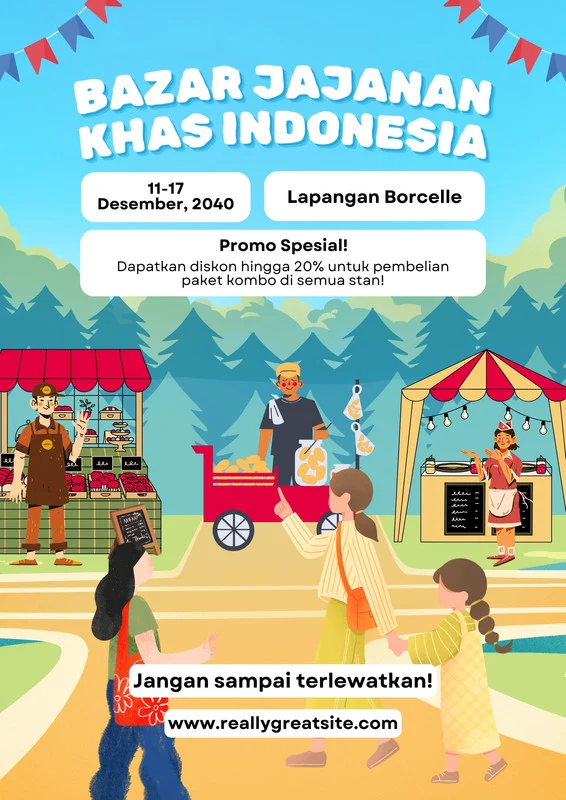 BAZAR JAJANAN
KHAS INDONESIA
11-17
Desember, 2040
Lapangan Borcelle
Promo Spesial!
Dapatkan diskon hingga 20% untuk pembelian
paket kombo di semua stan!
MENU
Jangan sampai terlewatkan!
www.reallygreatsite.com